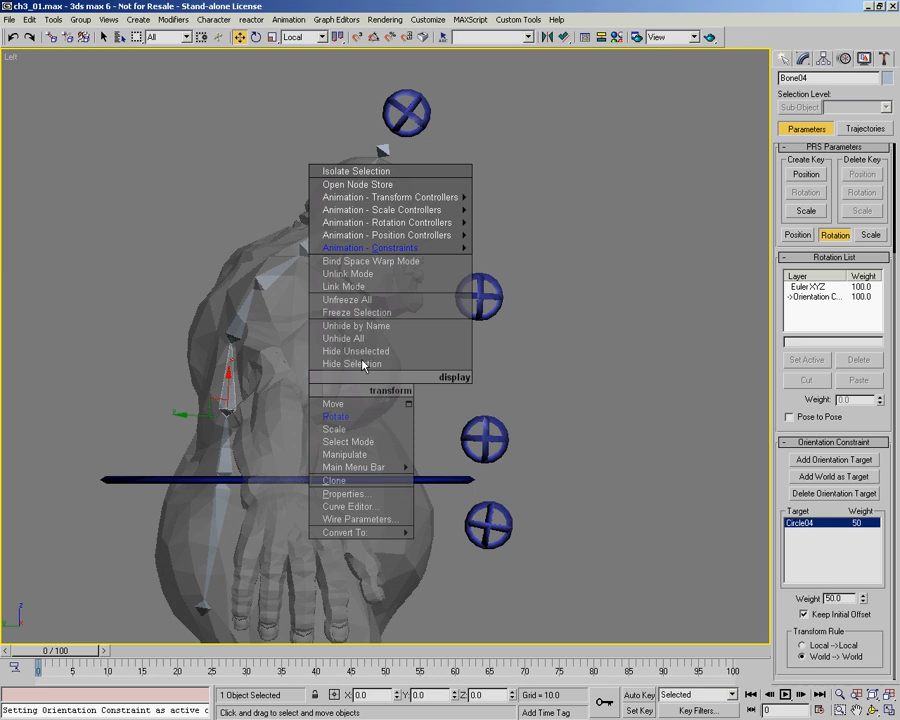 ch3_01.max - 3ds max 6 - Not for Resale - Stand-alone License
File Edit Tools Group Views Create Modifiers Character reactor Animation Graph Editors Rendering Customize MAXScript Custom Tools Help
All Local View
Left
Isolate Selection
Open Node Store
Animation - Transform Controllers
Animation - Scale Controllers
Animation - Rotation Controllers
Animation - Position Controllers
Animation - Constraints
Bind Space Warp Mode
Unlink Mode
Link Mode
Unfreeze All
Freeze Selection
Unhide by Name
Unhide All
Hide Unselected
Hide Selection
display
transform
Move
Rotate
Scale
Select Mode
Manipulate
Main Menu Bar
Clone
Properties...
Curve Editor...
Wire Parameters...
Convert To:
Bone04
Selection Level:
Sub-Object
Parameters Trajectories
PRS Parameters
Create Key Delete Key
Position Position
Rotation Rotation
Scale Scale
Position Rotation Scale
Rotation List
Layer Weight
Euler XYZ 100.0
->Orientation C... 100.0
Set Active Delete
Cut Paste
Weight: 0.0
Pose to Pose
Orientation Constraint
Add Orientation Target
Add World as Target
Delete Orientation Target
Target Weight
Circle04 50
Weight 50.0
Keep Initial Offset
Transform Rule
Local -->Local
World --> World
z
y
0 / 100
0 5 10 15 20 25 30 35 40 45 50 55 60 65 70 75 80 85 90 95 100
1 Object Selected X: 0.0 Y: 0.0 Z: 0.0 Grid = 10.0 Auto Key Selected
Setting Orientation Constraint as active c Click and drag to select and move objects Add Time Tag Set Key Key Filters... 0